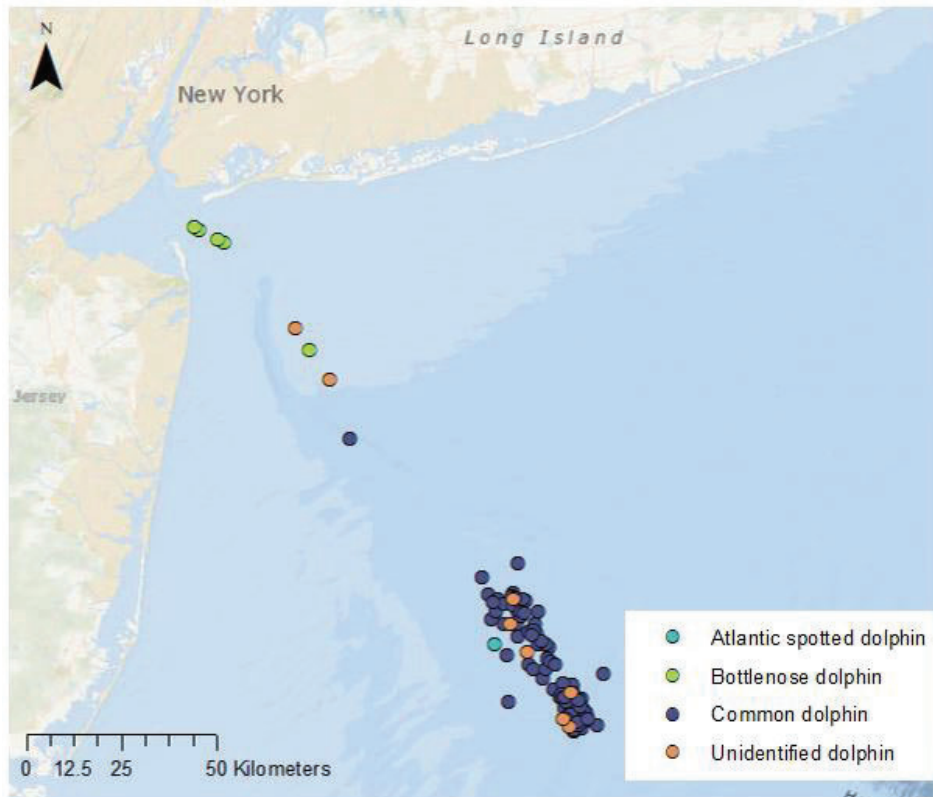 N
Long Island
New York
Jersey
Atlantic spotted dolphin
Bottlenose dolphin
Common dolphin
Unidentified dolphin
0 12.5 25 50 Kilometers